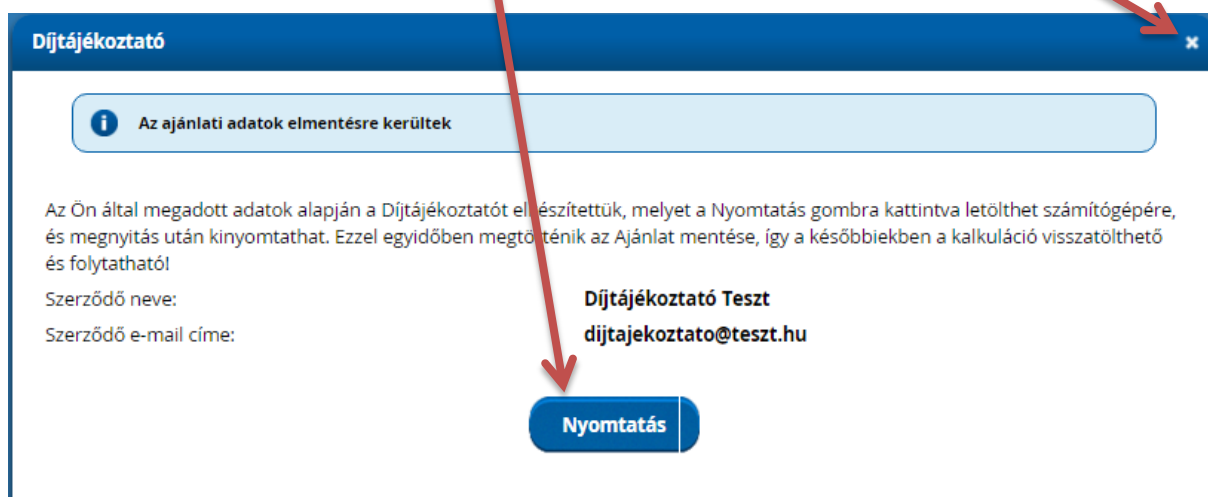 Díjtájékoztató
Az ajánlati adatok elmentésre kerültek
Az Ön által megadott adatok alapján a Díjtájékoztatót elkészítettük, melyet a Nyomtatás gombra kattintva letölthet számítógépére,
és megnyitás után kinyomtathat. Ezzel egyidőben megtörténik az Ajánlat mentése, így a későbbiekben a kalkuláció visszatölthető
és folytatható!
Szerződő neve: Díjtájékoztató Teszt
Szerződő e-mail címe: dijtajekoztato@teszt.hu
Nyomtatás